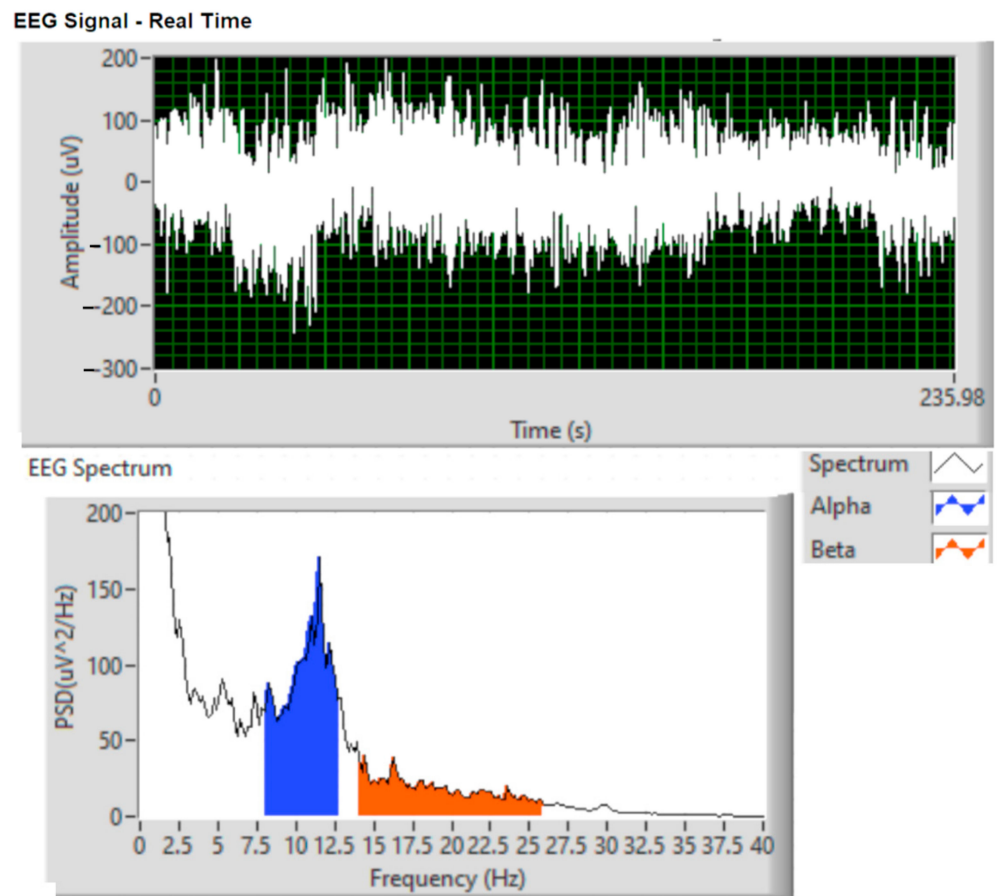 EEG Signal - Real Time
200
100
0
-100
-200
-300
Amplitude (uV)
0
235.98
Time (s)
EEG Spectrum
Spectrum
Alpha
Beta
200
150
100
50
0
PSD(uV^2/Hz)
0 2.5 5 7.5 10 12.5 15 17.5 20 22.5 25 27.5 30 32.5 35 37.5 40
Frequency (Hz)